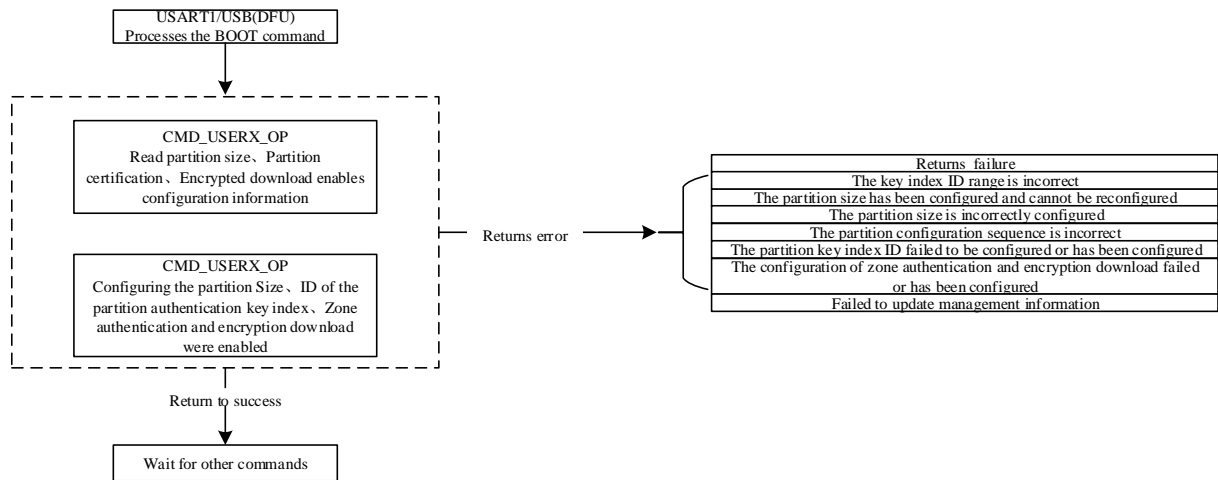 USART1/USB(DFU)
Processes the BOOT command
CMD_USERX_OP
Read partition size、Partition
certification、Encrypted download enables
configuration information
CMD_USERX_OP
Configuring the partition Size、ID of the
partition authentication key index、Zone
authentication and encryption download
were enabled
Returns error
Returns failure
The key index ID range is incorrect
The partition size has been configured and cannot be reconfigured
The partition size is incorrectly configured
The partition configuration sequence is incorrect
The partition key index ID failed to be configured or has been configured
The configuration of zone authentication and encryption download failed
or has been configured
Failed to update management information
Return to success
Wait for other commands